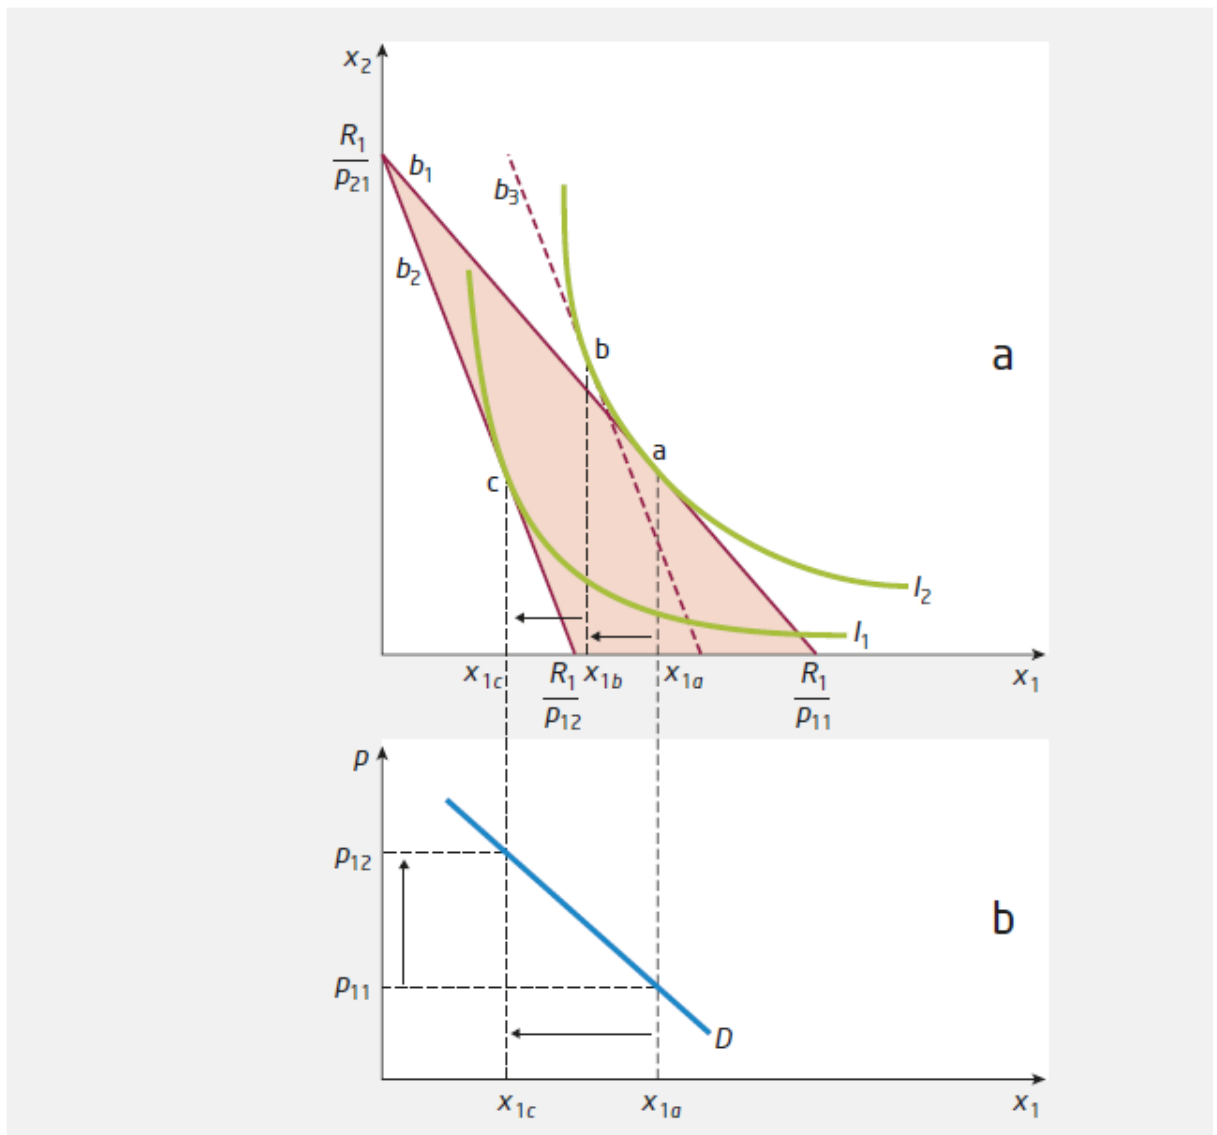 x₂
R₁
p₂₁
b₁
b₃
b₂
b
a
a
c
I₂
I₁
x₁c R₁ x₁b x₁a R₁ x₁
p₁₂ p₁₁
p
p₁₂
b
p₁₁
D
x₁c x₁a x₁